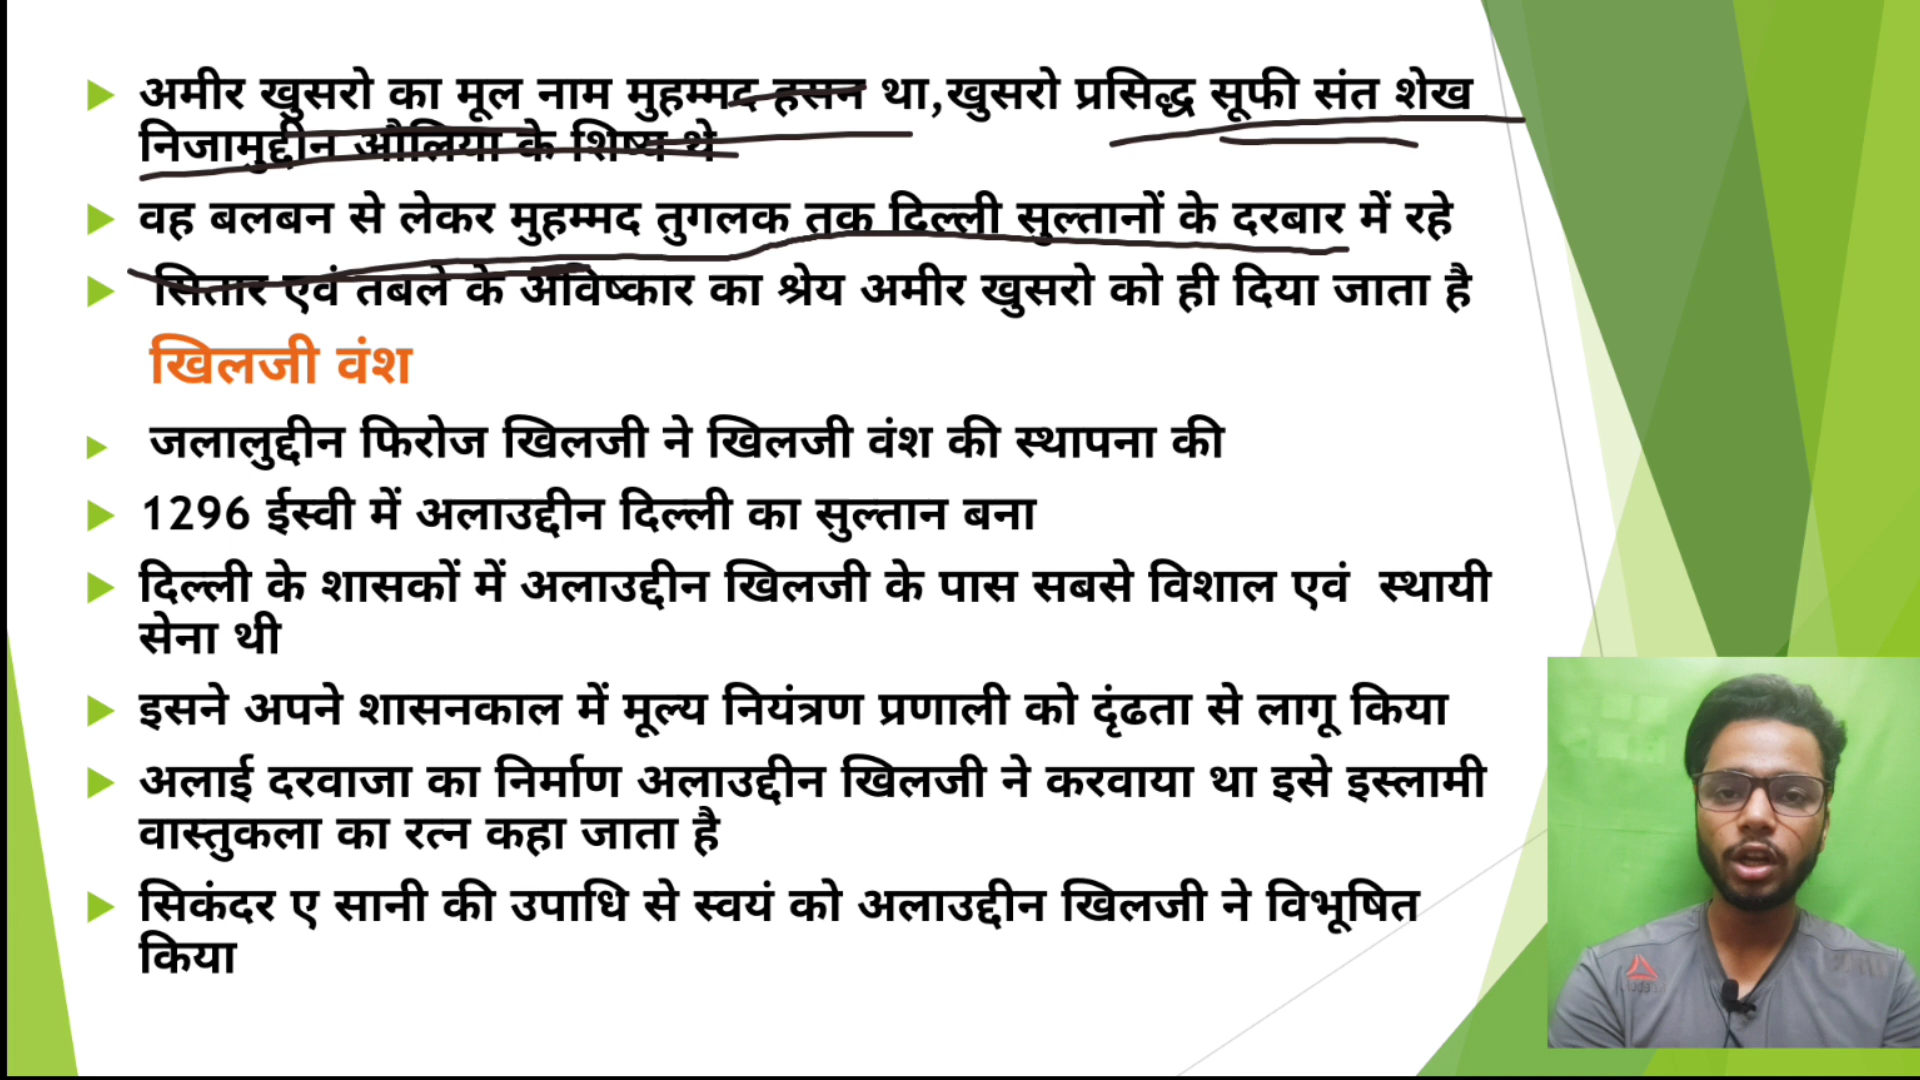 अमीर खुसरो का मूल नाम मुहम्मद हसन था,खुसरो प्रसिद्ध सूफी संत शेख
निजामुद्दीन औलिया के शिष्य थे
वह बलबन से लेकर मुहम्मद तुगलक तक दिल्ली सुल्तानों के दरबार में रहे
सितार एवं तबले के अविष्कार का श्रेय अमीर खुसरो को ही दिया जाता है
खिलजी वंश
जलालुद्दीन फिरोज खिलजी ने खिलजी वंश की स्थापना की
1296 ईस्वी में अलाउद्दीन दिल्ली का सुल्तान बना
दिल्ली के शासकों में अलाउद्दीन खिलजी के पास सबसे विशाल एवं स्थायी
सेना थी
इसने अपने शासनकाल में मूल्य नियंत्रण प्रणाली को दृंढता से लागू किया
अलाई दरवाजा का निर्माण अलाउद्दीन खिलजी ने करवाया था इसे इस्लामी
वास्तुकला का रत्न कहा जाता है
सिकंदर ए सानी की उपाधि से स्वयं को अलाउद्दीन खिलजी ने विभूषित
किया